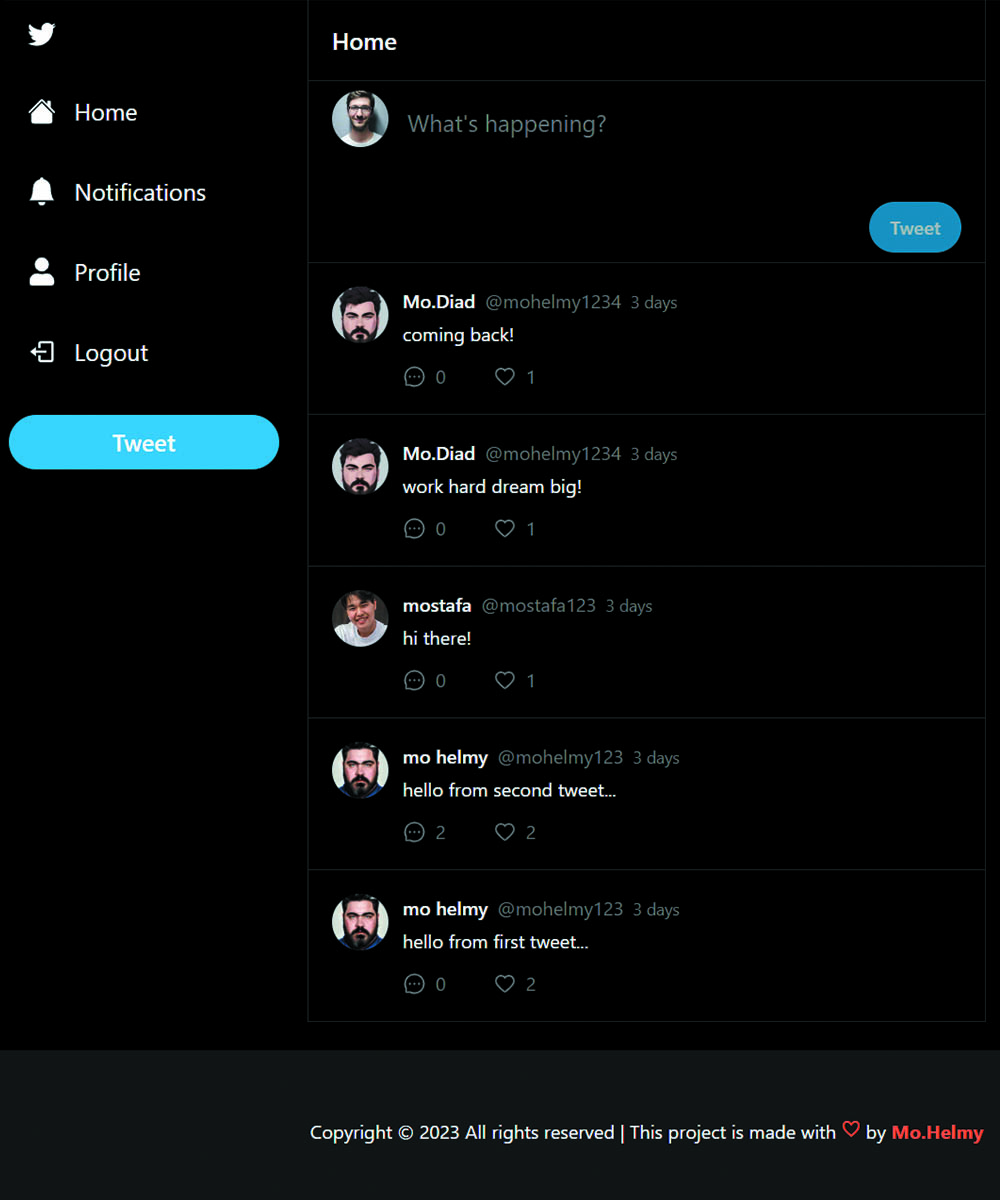 Home
Notifications
Profile
Logout
Tweet
Home
What's happening?
Tweet
Mo.Diad @mohelmy1234 3 days
coming back!
0 1
Mo.Diad @mohelmy1234 3 days
work hard dream big!
0 1
mostafa @mostafa123 3 days
hi there!
0 1
mo helmy @mohelmy123 3 days
hello from second tweet...
2 2
mo helmy @mohelmy123 3 days
hello from first tweet...
0 2
Copyright © 2023 All rights reserved | This project is made with ♡ by Mo.Helmy